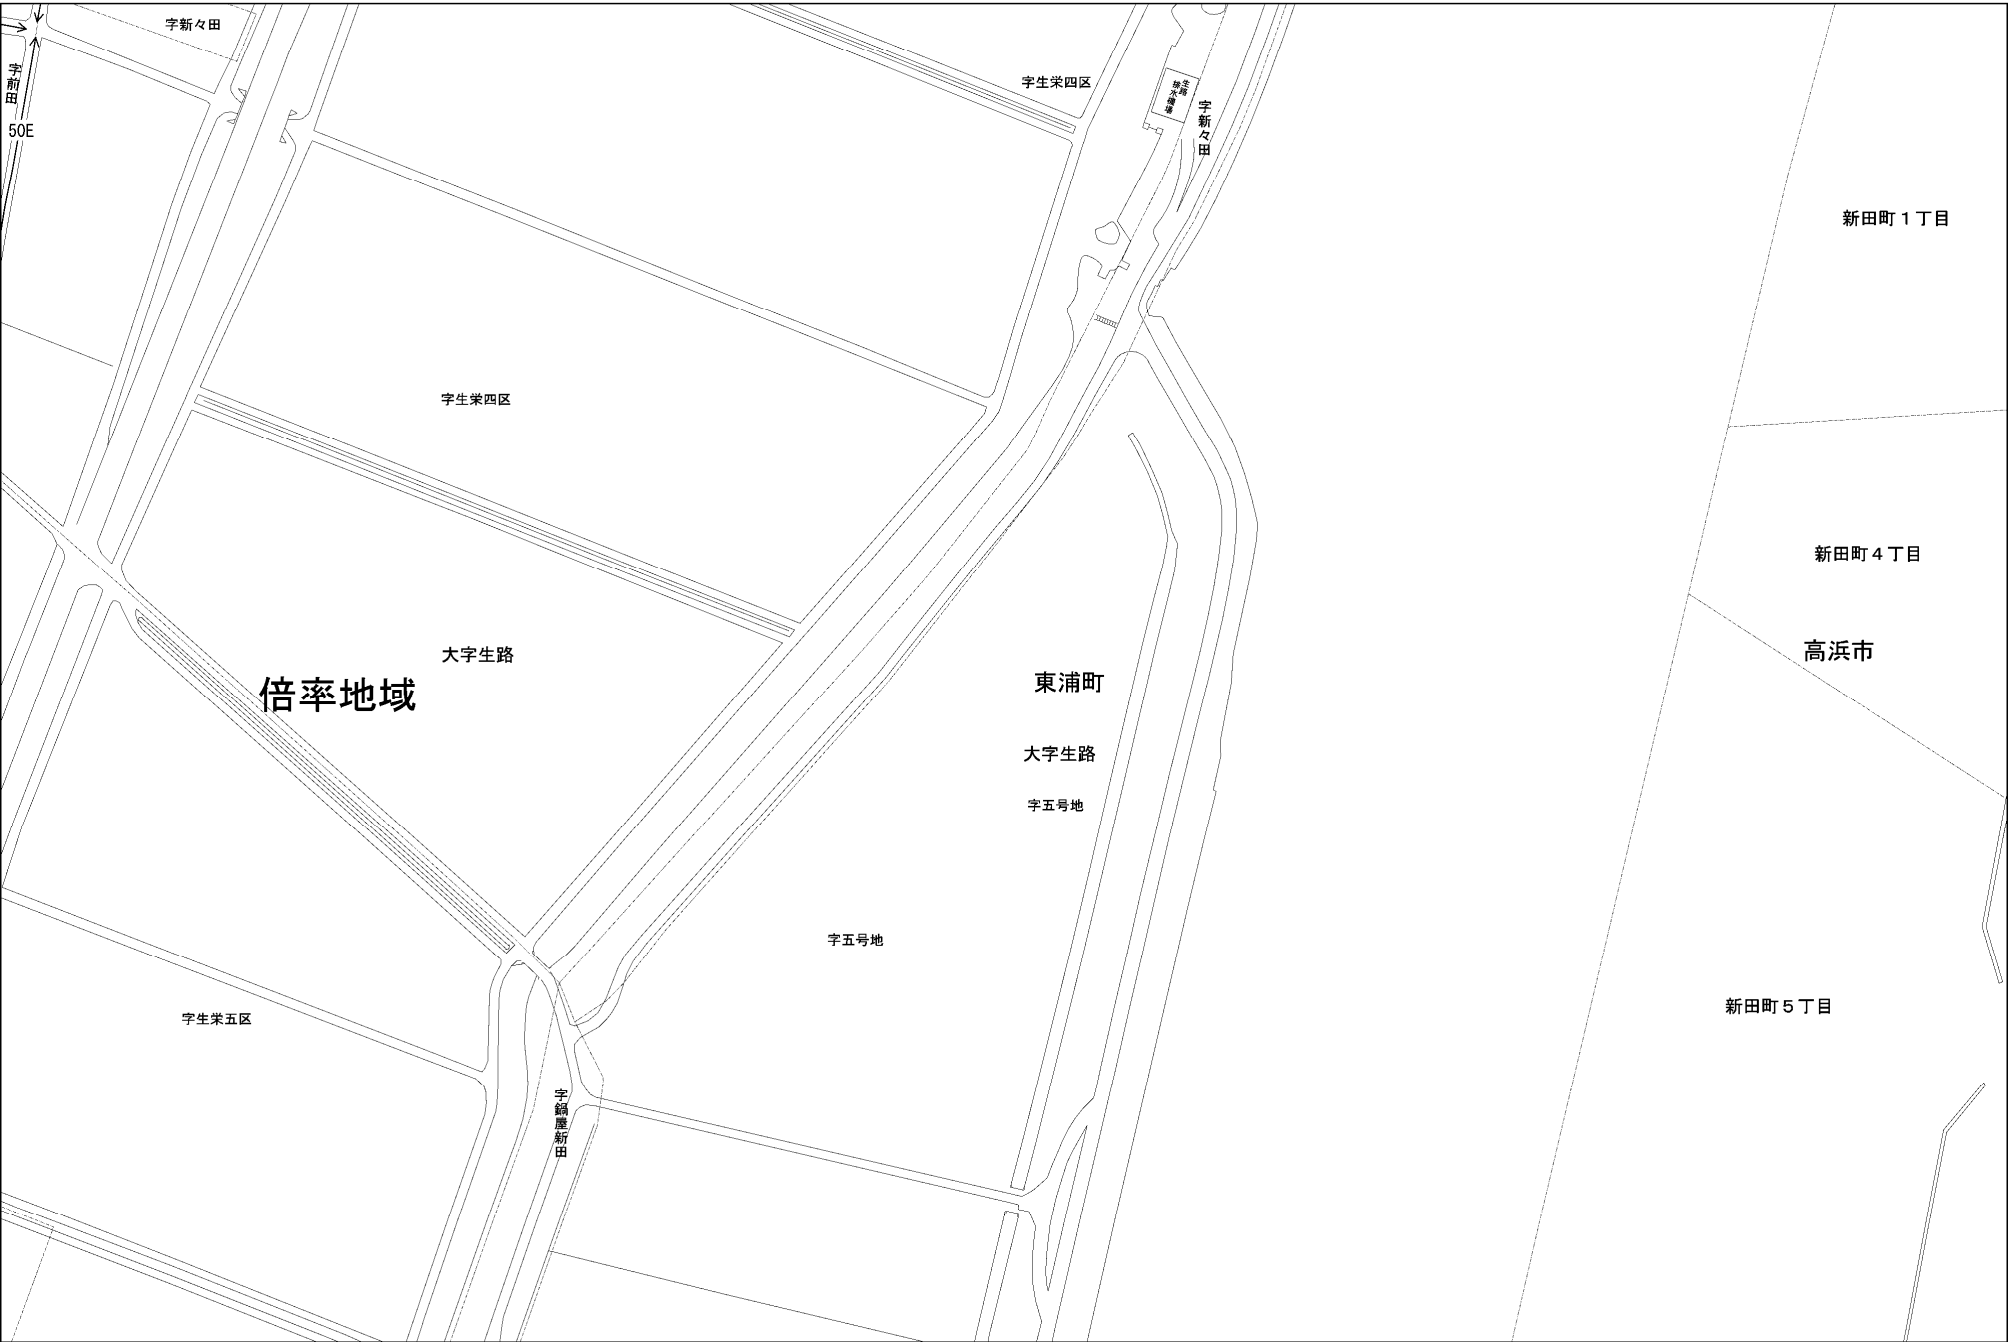 字新々田
字前田
50E
字生栄四区
生路
排水機場
字新々田
新田町1丁目
字生栄四区
新田町4丁目
大字生路
高浜市
倍率地域
東浦町
大字生路
字五号地
字五号地
新田町5丁目
字生栄五区
字鍋屋新田